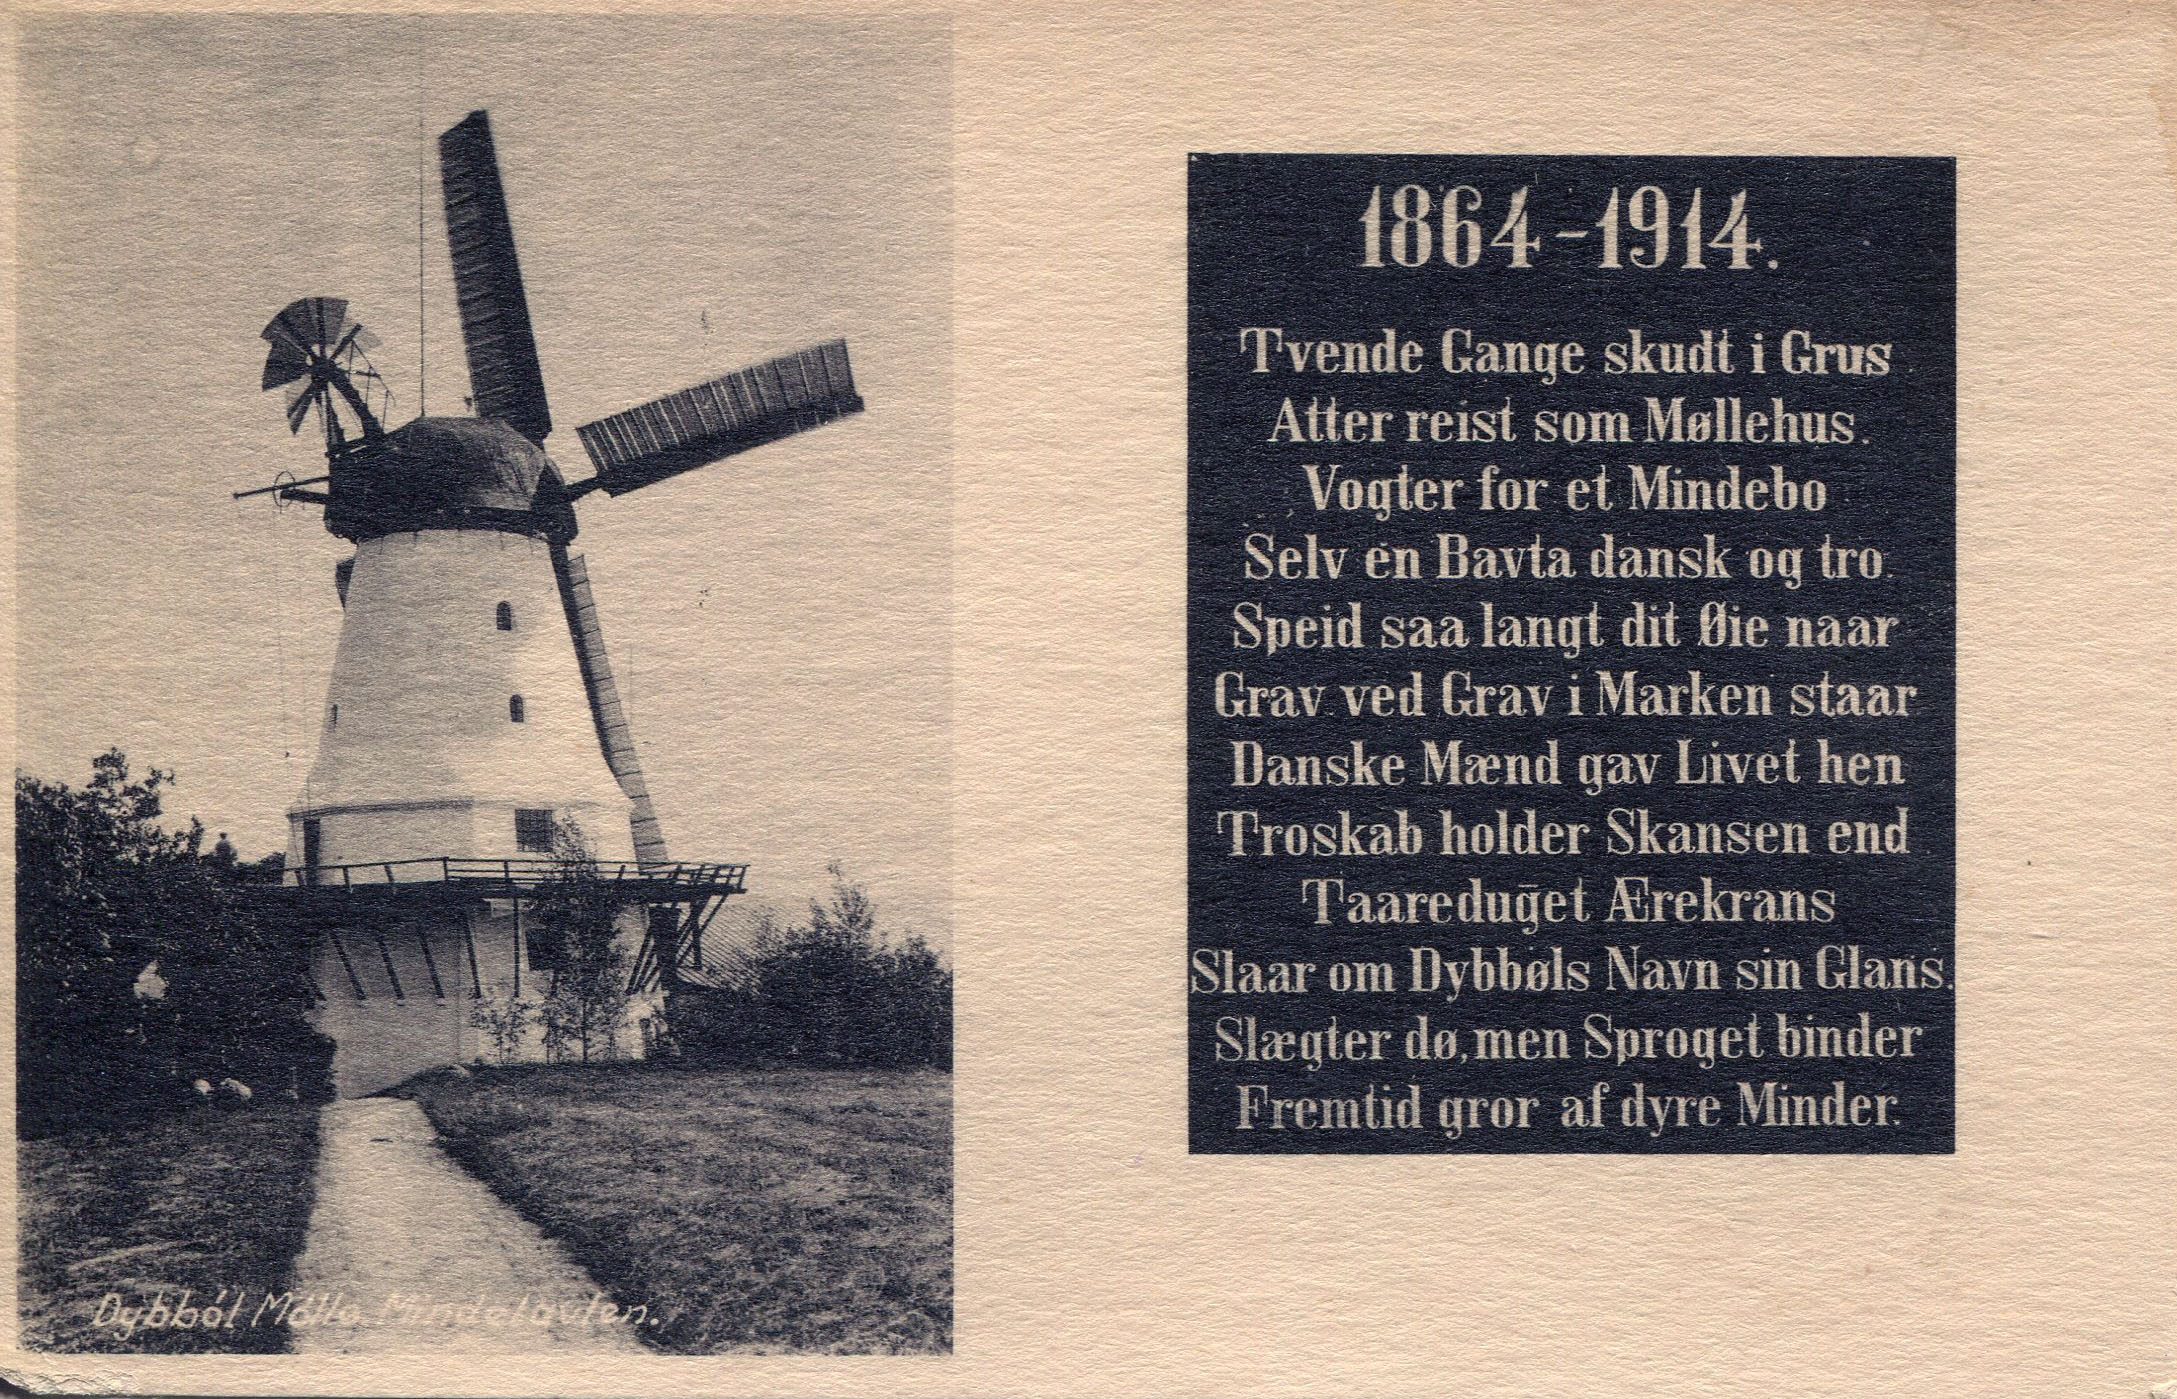 1864-1914.
Tvende Gange skudt i Grus
Atter reist som Møllehus.
Vogter for et Mindebo
Selv en Bavta dansk og tro.
Speid saa langt dit Øie naar
Grav ved Grav i Marken staar
Danske Mænd gav Livet hen
Troskab holder Skansen end
Taareduget Ærekrans
Slaar om Dybbøls Navn sin Glans.
Slægter dø, men Sproget binder
Fremtid gror af dyre Minder.
Dybból Mólle. Mindetavlen.